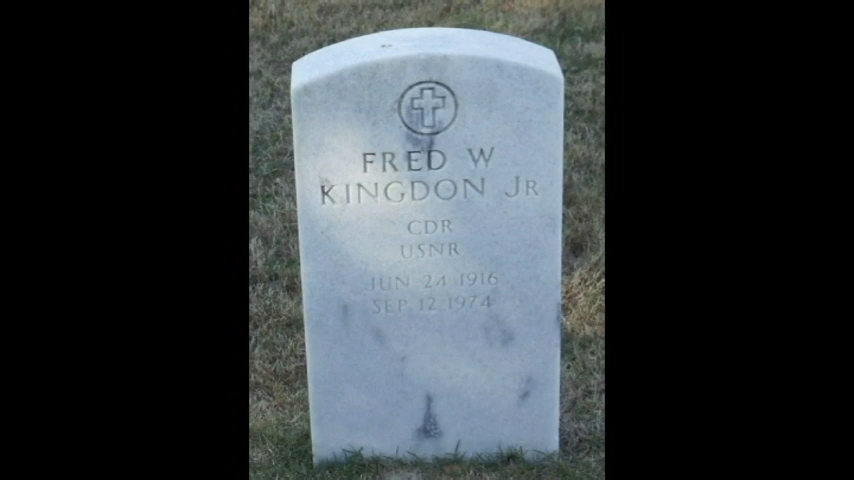 FRED W
KINGDON JR
CDR
USNR
JUN 24 1916
SEP 12 1974